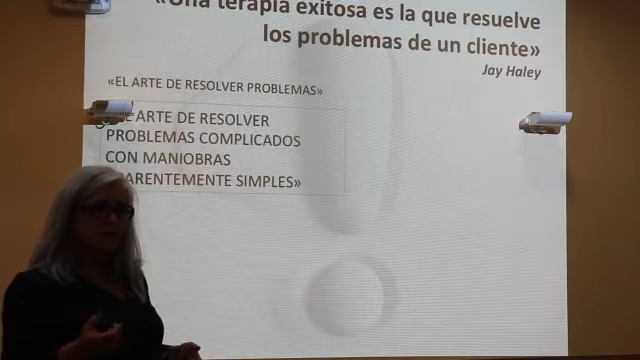 «Una terapia exitosa es la que resuelve
los problemas de un cliente»
Jay Haley
«EL ARTE DE RESOLVER PROBLEMAS»
ARTE DE RESOLVER
PROBLEMAS COMPLICADOS
CON MANIOBRAS
ARENTEMENTE SIMPLES»